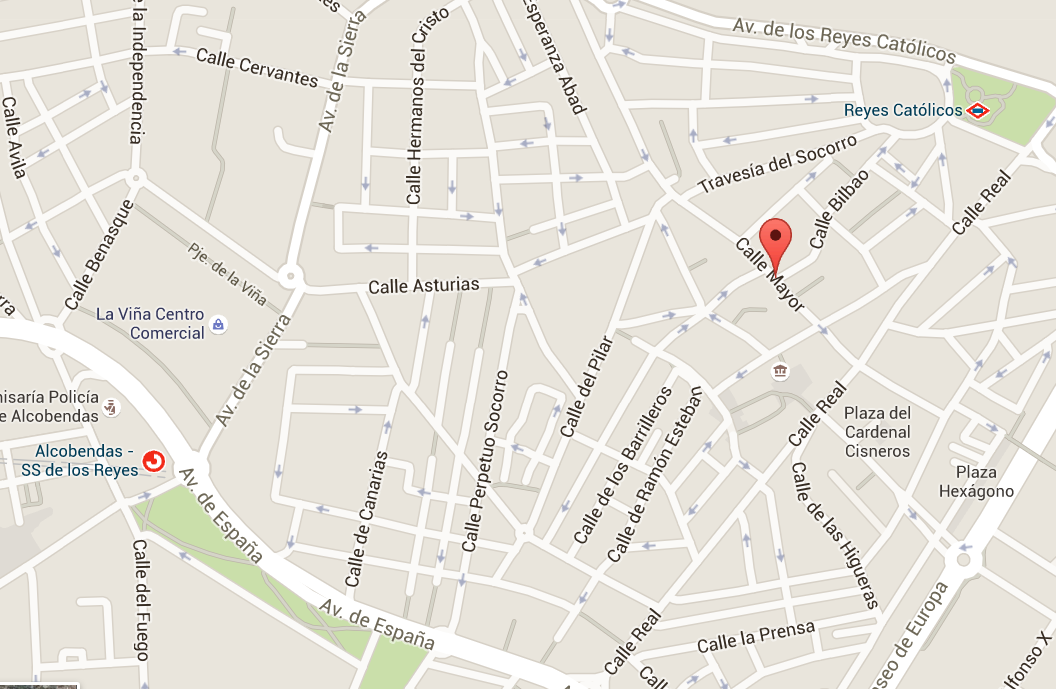 Av. de los Reyes Católicos
Calle Cervantes
Av. de la Sierra
Calle Hermanos del Cristo
Esperanza Abad
de la Independencia
Calle Avila
Reyes Católicos
Travesía del Socorro
Calle Bilbao
Calle Real
Calle Mayor
Calle Benasque
Pje. de la Viña
Calle Asturias
La Viña Centro
Comercial
Av. de la Sierra
Calle del Pilar
Calle Perpetuo Socorro
Calle de los Barrilleros
Calle de Ramón Esteban
Calle Real
Plaza del
Cardenal
Cisneros
Plaza
Hexágono
Policía
Alcobendas
Alcobendas -
SS de los Reyes
Av. de España
Calle de Canarias
Calle de las Higueras
Calle del Fuego
Av. de España
Calle Real
Calle la Prensa
de Europa